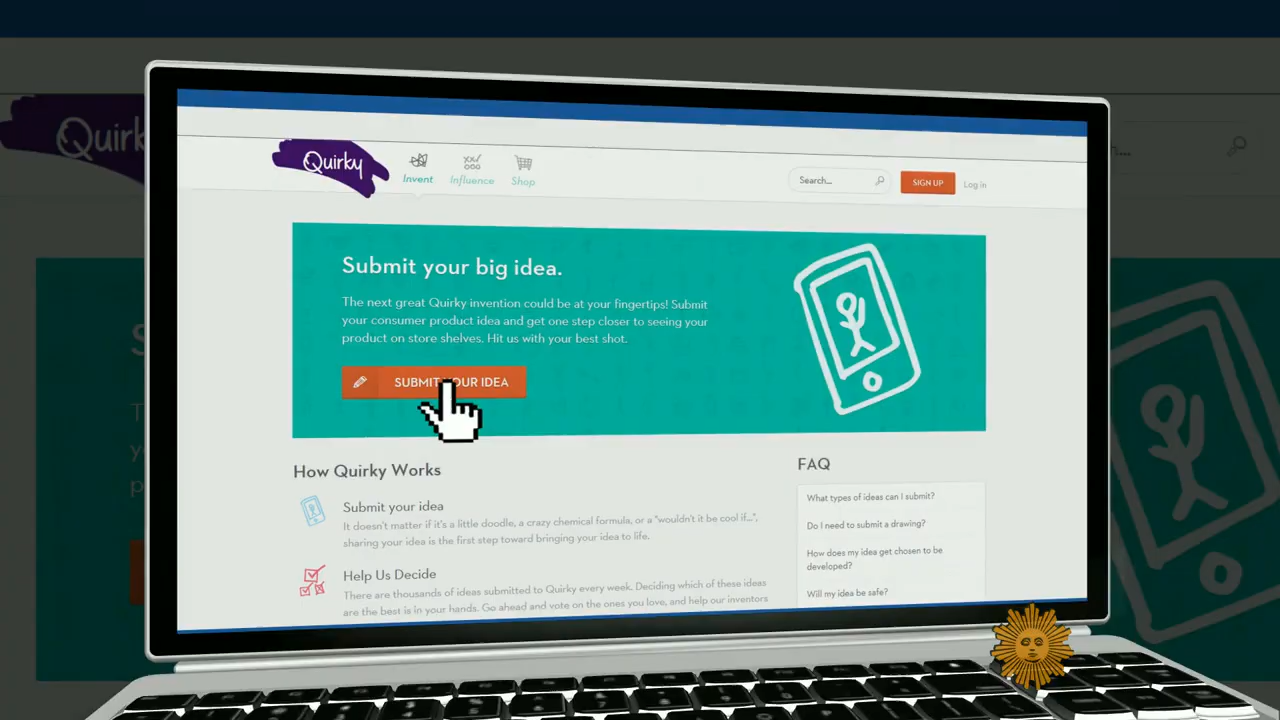 Quirky
Invent
Influence
Shop
Search...
SIGN UP
Log in
Submit your big idea.
The next great Quirky invention could be at your fingertips! Submit
your consumer product idea and get one step closer to seeing your
product on store shelves. Hit us with your best shot.
SUBMIT YOUR IDEA
How Quirky Works
Submit your idea
It doesn't matter if it's a little doodle, a crazy chemical formula, or a "wouldn't it be cool if...",
sharing your idea is the first step toward bringing your idea to life.
Help Us Decide
There are thousands of ideas submitted to Quirky every week. Deciding which of these ideas
are the best is in your hands. Go ahead and vote on the ones you love, and help our inventors
FAQ
What types of ideas can I submit?
Do I need to submit a drawing?
How does my idea get chosen to be
developed?
Will my idea be safe?